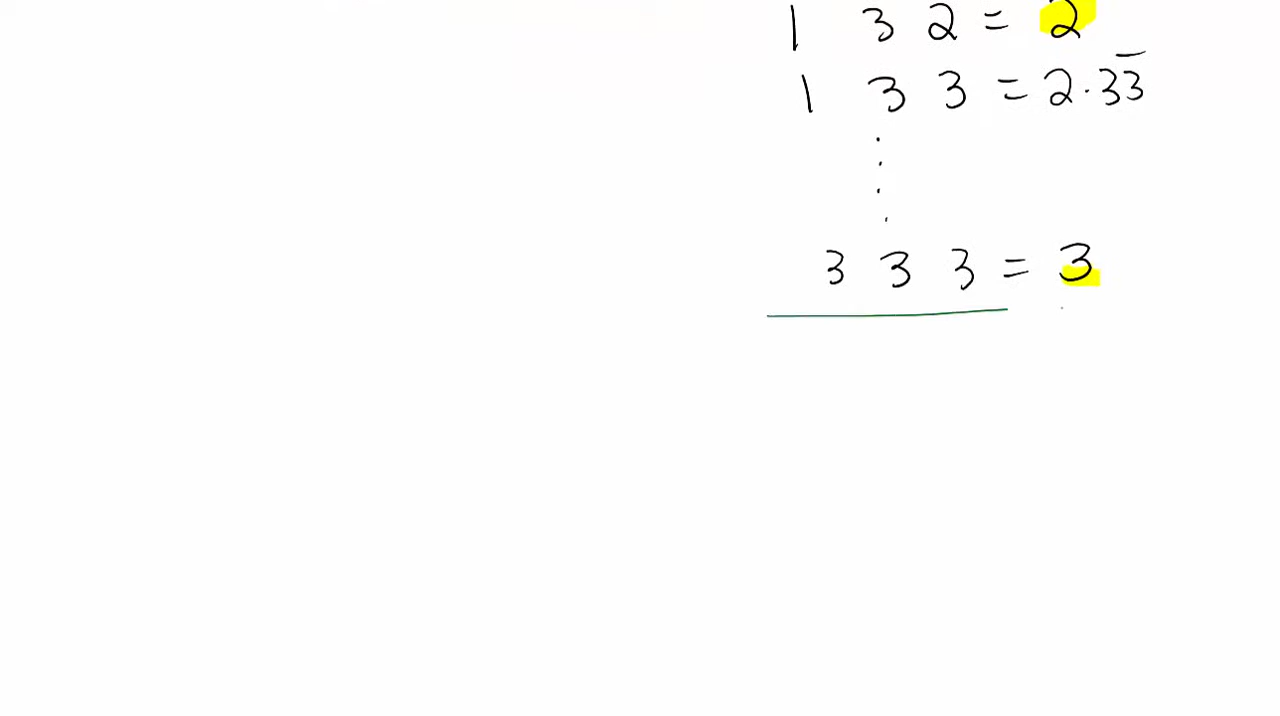 1 3 2 = 2
1 3 3 = 2.33̅
⋮
3 3 3 = 3